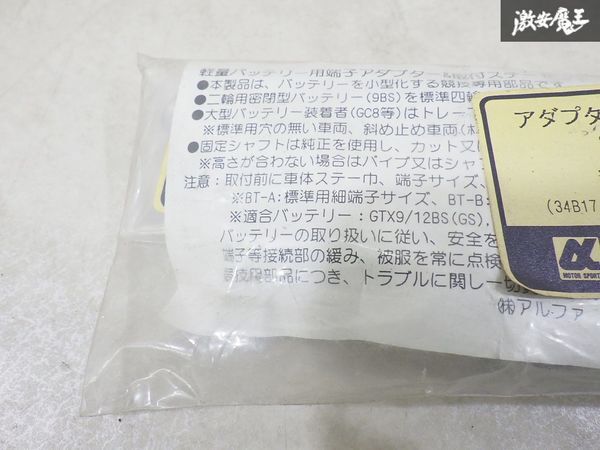 激安魔王
軽量バッテリー用端子アダプター
●本製品は、バッテリーを小型化する競技専用部品です
●二輪用密閉型バッテリー(9BS)を標準四輪
●大型バッテリー装着者(GC8等)はトレー
※標準用穴の無い車両、斜め止め車両(
●固定シャフトは純正を使用し、カット又は
※高さが合わない場合はパイプ又はシャ
注意:取付前に車体ステー巾、端子サイズ、
※BT-A:標準用細端子サイズ、BT-B:
※適合バッテリー:GTX9/12BS(GS).
バッテリーの取り扱いに従い、安全を
端子等接続部の緩み、被服を常に点検
競技用部品につき、トラブルに関し一切
㈱アルファ
アダプタ
(34B17
MOTOR SPORT